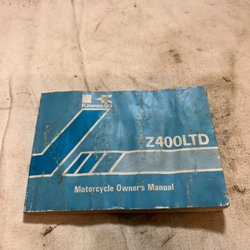 Kawasaki
Z400LTD
Motorcycle Owner's Manual